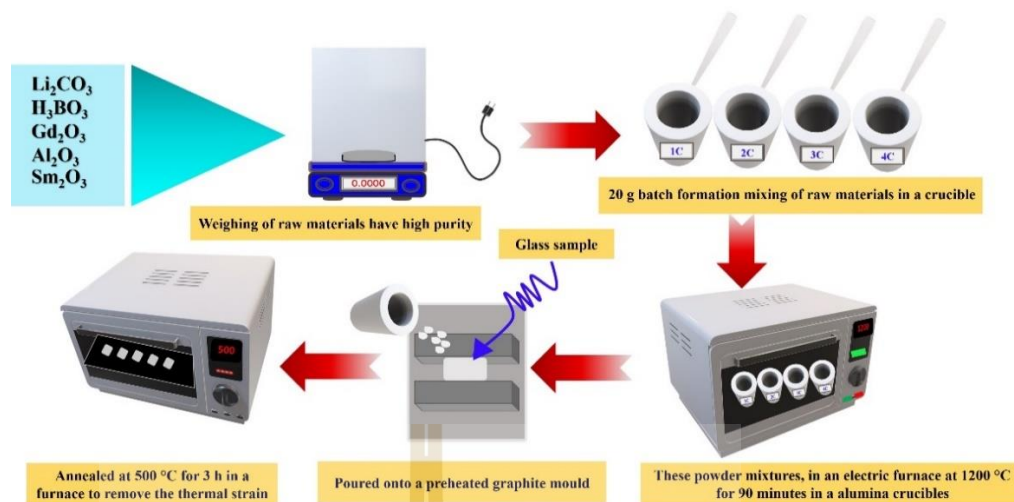 Li₂CO₃
H₃BO₃
Gd₂O₃
Al₂O₃
Sm₂O₃
0.0000
Weighing of raw materials have high purity
1C
2C
3C
4C
20 g batch formation mixing of raw materials in a crucible
Glass sample
500
1200
Annealed at 500 °C for 3 h in a
furnace to remove the thermal strain
Poured onto a preheated graphite mould
These powder mixtures, in an electric furnace at 1200 °C
for 90 minutes in a alumina crucibles